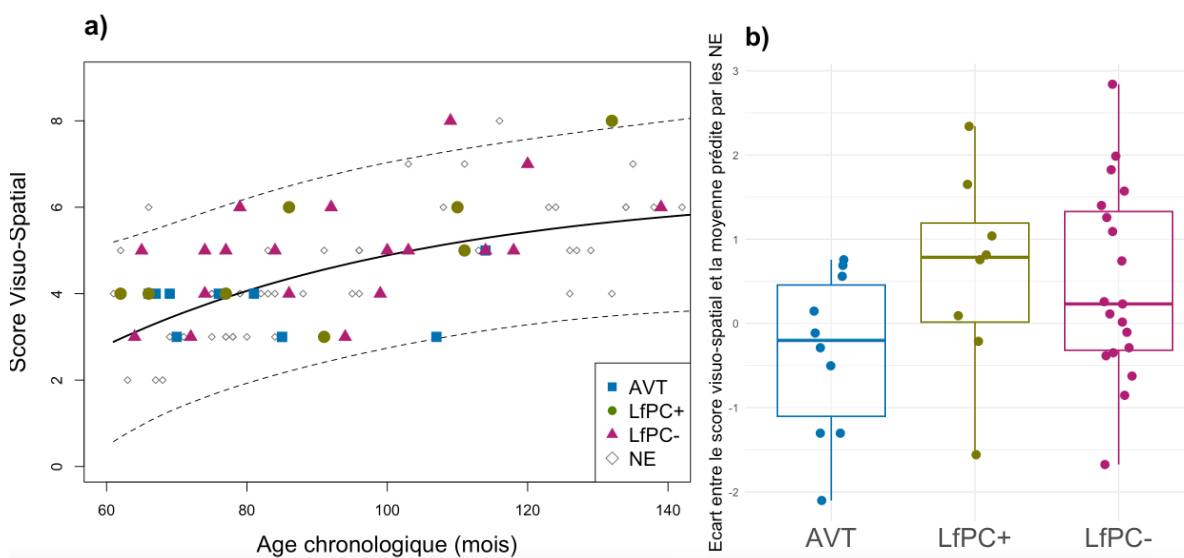 a)
Score Visuo-Spatial
8
6
4
2
0
60
80
100
120
140
Age chronologique (mois)
AVT
LfPC+
LfPC-
NE
b)
Ecart entre le score visuo-spatial et la moyenne prédite par les NE
3
2
1
0
-1
-2
AVT
LfPC+
LfPC-